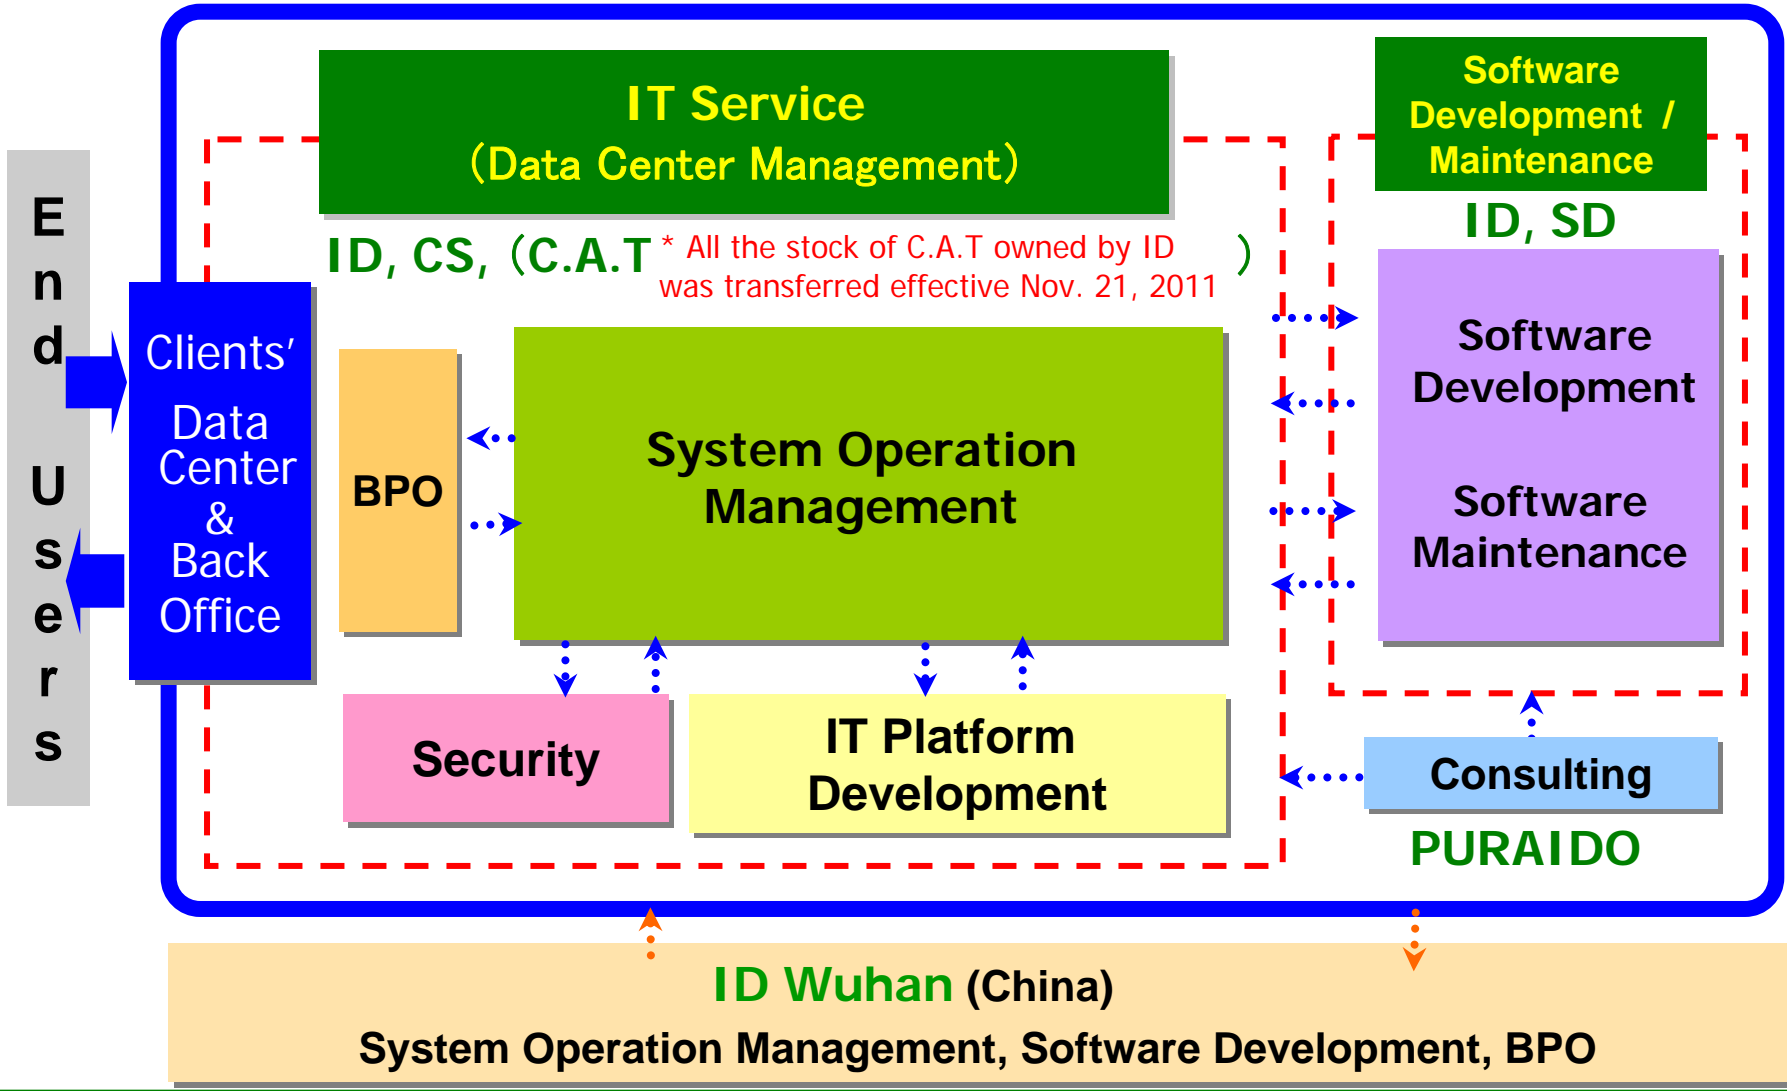 End Users
Clients'
Data
Center
&
Back
Office
IT Service
(Data Center Management)
ID, CS, (C.A.T * All the stock of C.A.T owned by ID )
was transferred effective Nov. 21, 2011
BPO
System Operation
Management
Security
IT Platform
Development
Software
Development /
Maintenance
ID, SD
Software
Development
Software
Maintenance
Consulting
PURAIDO
ID Wuhan (China)
System Operation Management, Software Development, BPO